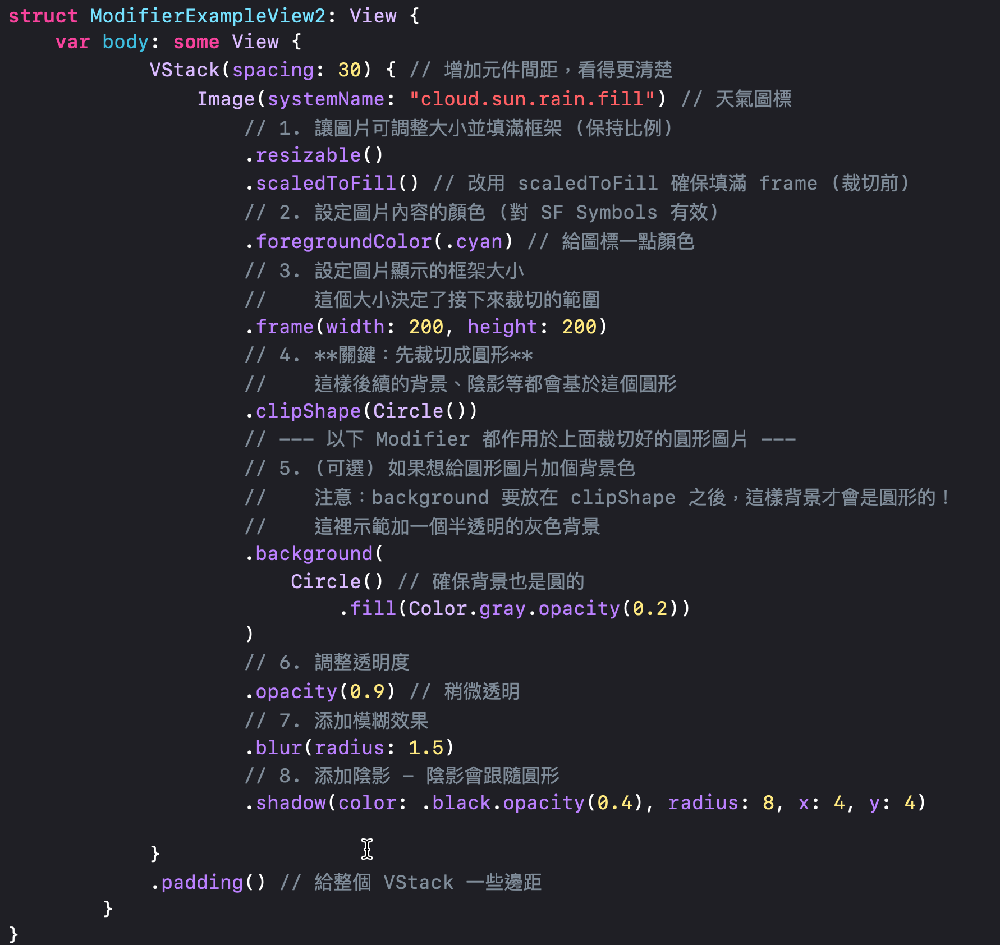 struct ModifierExampleView2: View {
    var body: some View {
            VStack(spacing: 30) { // 增加元件間距，看得更清楚
                Image(systemName: "cloud.sun.rain.fill") // 天氣圖標
                    // 1. 讓圖片可調整大小並填滿框架 (保持比例)
                    .resizable()
                    .scaledToFill() // 改用 scaledToFill 確保填滿 frame (裁切前)
                    // 2. 設定圖片內容的顏色 (對 SF Symbols 有效)
                    .foregroundColor(.cyan) // 給圖標一點顏色
                    // 3. 設定圖片顯示的框架大小
                    //    這個大小決定了接下來裁切的範圍
                    .frame(width: 200, height: 200)
                    // 4. **關鍵：先裁切成圓形**
                    //    這樣後續的背景、陰影等都會基於這個圓形
                    .clipShape(Circle())
                    // --- 以下 Modifier 都作用於上面裁切好的圓形圖片 ---
                    // 5. (可選) 如果想給圓形圖片加個背景色
                    //    注意：background 要放在 clipShape 之後，這樣背景才會是圓形的！
                    //    這裡示範加一個半透明的灰色背景
                    .background(
                        Circle() // 確保背景也是圓的
                            .fill(Color.gray.opacity(0.2))
                    )
                    // 6. 調整透明度
                    .opacity(0.9) // 稍微透明
                    // 7. 添加模糊效果
                    .blur(radius: 1.5)
                    // 8. 添加陰影 - 陰影會跟隨圓形
                    .shadow(color: .black.opacity(0.4), radius: 8, x: 4, y: 4)
            }
            .padding() // 給整個 VStack 一些邊距
        }
}